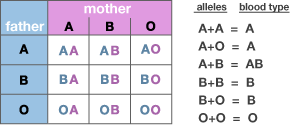 mother
father A B O
A AA AB AO
B BA BB BO
O OA OB OO
alleles blood type
A+A = A
A+O = A
A+B = AB
B+B = B
B+O = B
O+O = O